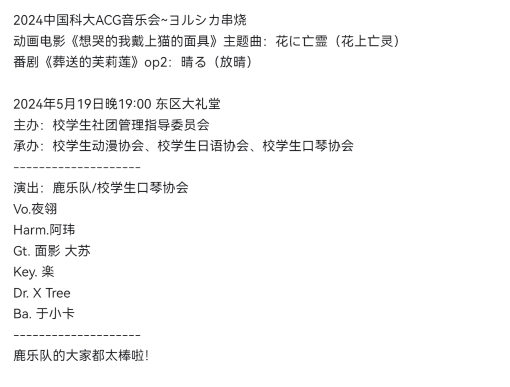 2024中国科大ACG音乐会~ヨルシカ串烧
动画电影《想哭的我戴上猫的面具》主题曲：花に亡霊（花上亡灵）
番剧《葬送的芙莉莲》op2：晴る（放晴）
2024年5月19日晚19:00 东区大礼堂
主办：校学生社团管理指导委员会
承办：校学生动漫协会、校学生日语协会、校学生口琴协会
--------------------
演出：鹿乐队/校学生口琴协会
Vo.夜翎
Harm.阿玮
Gt. 面影 大苏
Key. 楽
Dr. X Tree
Ba. 于小卡
--------------------
鹿乐队的大家都太棒啦！